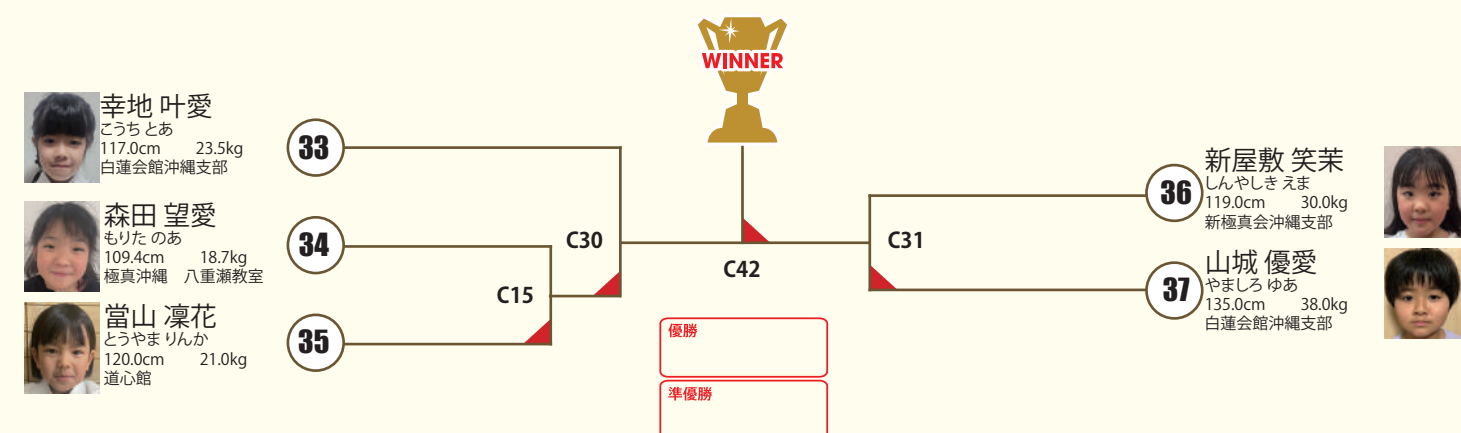 WINNER
幸地 叶愛
こうち とあ
117.0cm 23.5kg
白蓮会館沖縄支部
33
森田 望愛
もりた のあ
109.4cm 18.7kg
極真沖縄 八重瀬教室
34
當山 凜花
とうやま りんか
120.0cm 21.0kg
道心館
35
C15
C30
C42
C31
新屋敷 笑茉
しんやしき えま
119.0cm 30.0kg
新極真会沖縄支部
36
山城 優愛
やましろ ゆあ
135.0cm 38.0kg
白蓮会館沖縄支部
37
優勝
準優勝